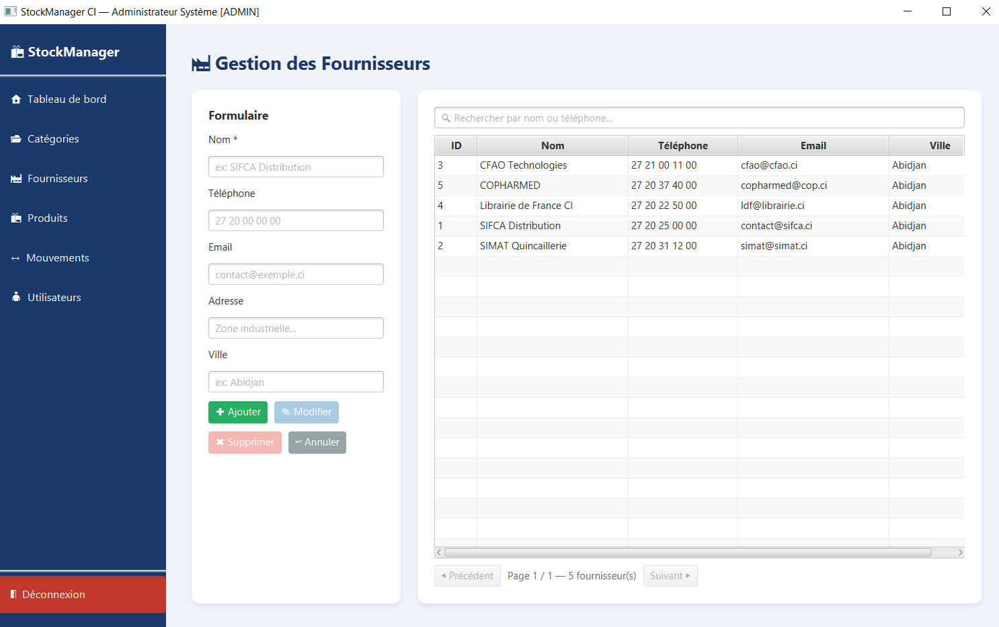 StockManager CI — Administrateur Système [ADMIN]
StockManager
Tableau de bord
Catégories
Fournisseurs
Produits
Mouvements
Utilisateurs
Déconnexion
Gestion des Fournisseurs
Formulaire
Nom *
ex: SIFCA Distribution
Téléphone
27 20 00 00 00
Email
contact@exemple.ci
Adresse
Zone industrielle...
Ville
ex: Abidjan
Ajouter Modifier
Supprimer Annuler
Rechercher par nom ou téléphone...
ID Nom Téléphone Email Ville
3 CFAO Technologies 27 21 00 11 00 cfao@cfao.ci Abidjan
5 COPHARMED 27 20 37 40 00 copharmed@cop.ci Abidjan
4 Librairie de France CI 27 20 22 50 00 ldf@librairie.ci Abidjan
1 SIFCA Distribution 27 20 25 00 00 contact@sifca.ci Abidjan
2 SIMAT Quincaillerie 27 20 31 12 00 simat@simat.ci Abidjan
Précédent Page 1 / 1 — 5 fournisseur(s) Suivant